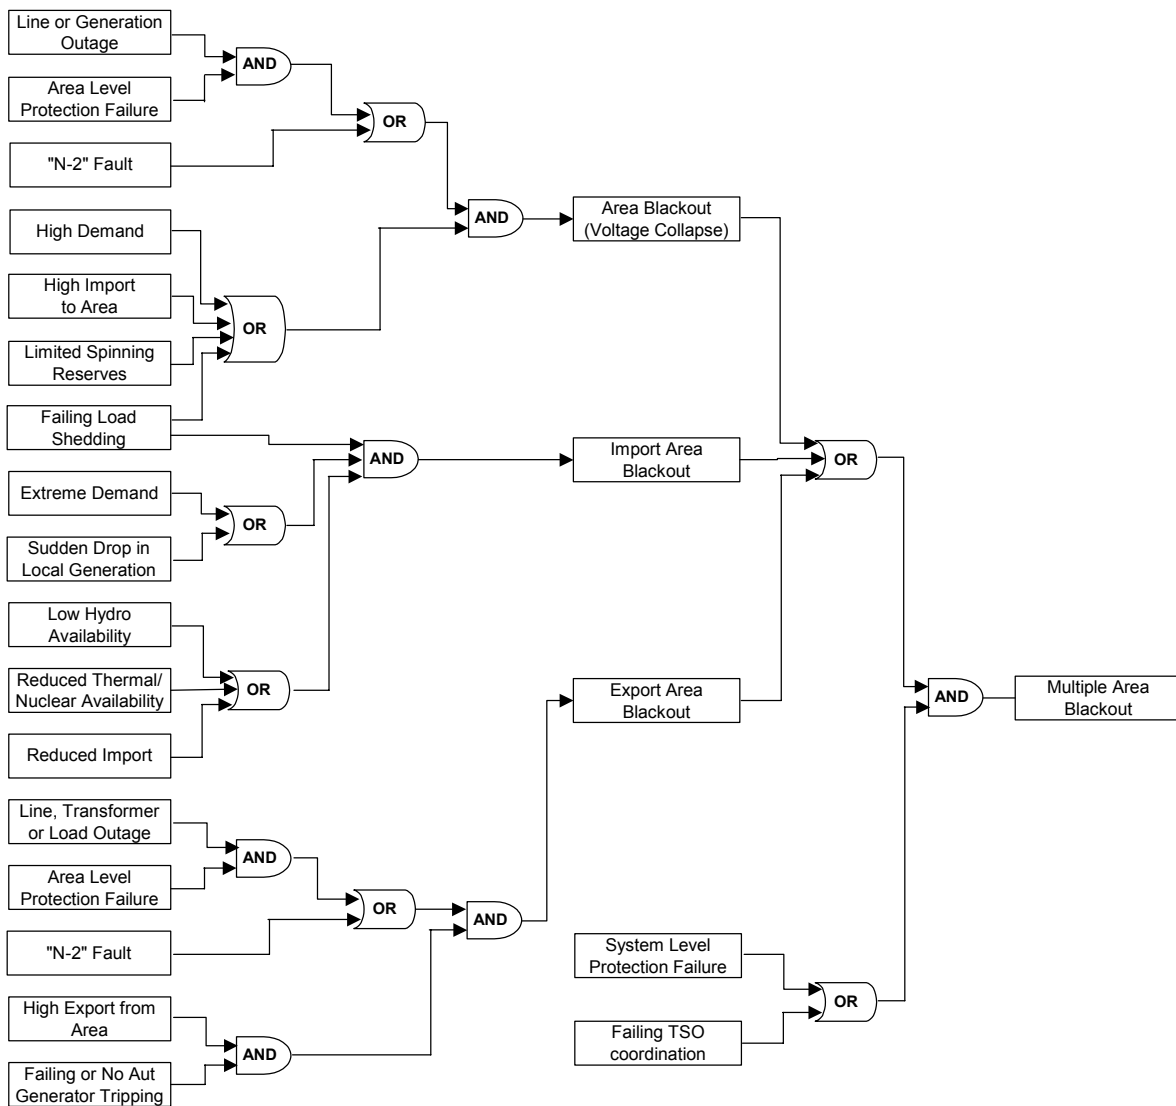 Line or Generation
Outage
AND
Area Level
Protection Failure
OR
"N-2" Fault
High Demand
AND
Area Blackout
(Voltage Collapse)
High Import
to Area
OR
Limited Spinning
Reserves
Failing Load
Shedding
AND
Import Area
Blackout
OR
Extreme Demand
OR
Sudden Drop in
Local Generation
Low Hydro
Availability
Reduced Thermal/
Nuclear Availability
OR
Export Area
Blackout
AND
Multiple Area
Blackout
Reduced Import
Line, Transformer
or Load Outage
AND
Area Level
Protection Failure
OR
AND
"N-2" Fault
System Level
Protection Failure
High Export from
Area
OR
Failing TSO
coordination
AND
Failing or No Aut
Generator Tripping